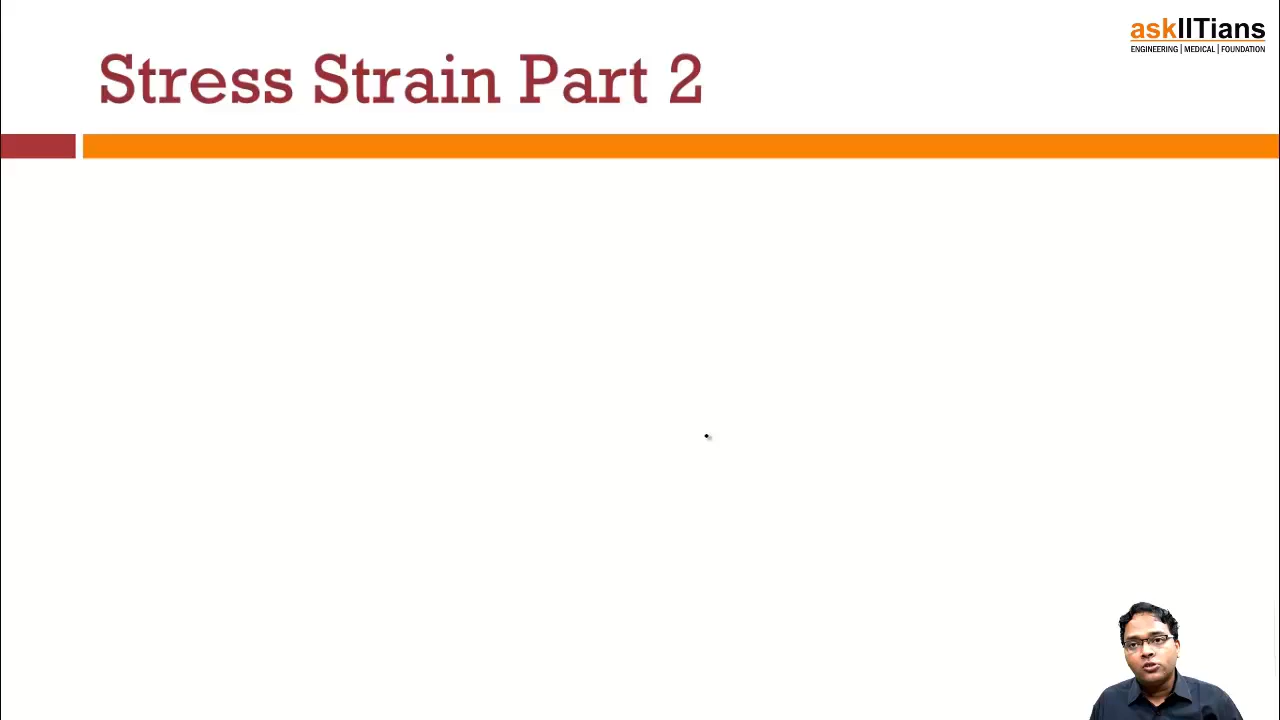 askIITians
ENGINEERING | MEDICAL | FOUNDATION
Stress Strain Part 2